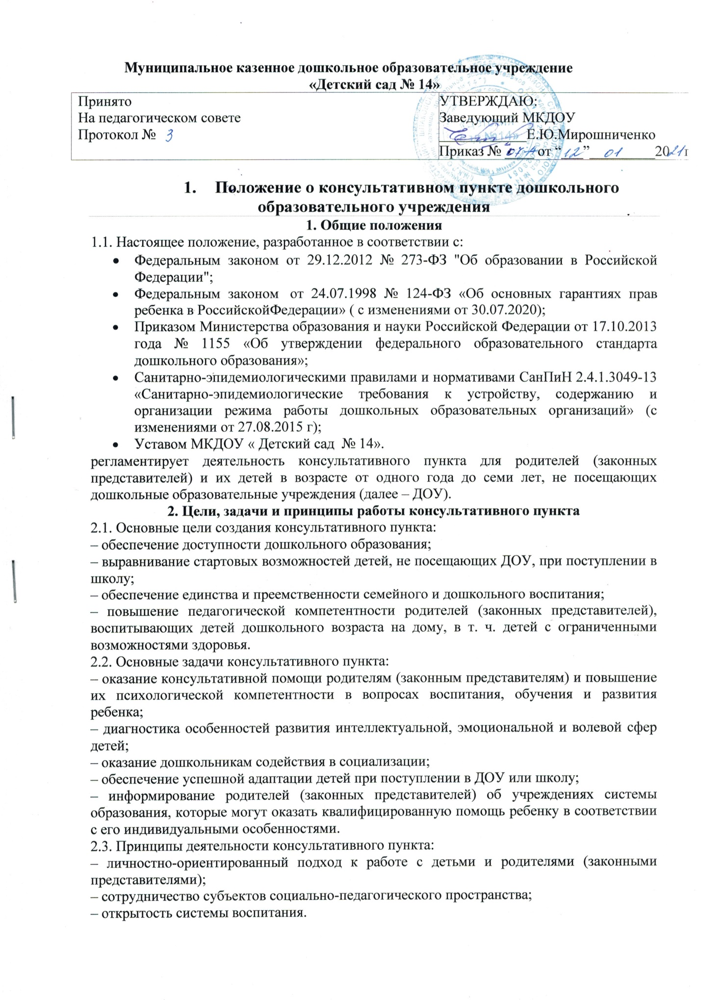 Муниципальное казенное дошкольное образовательное учреждение
«Детский сад № 14»
Принято
На педагогическом совете
Протокол № 3
УТВЕРЖДАЮ:
Заведующий МКДОУ
Е.Ю.Мирошниченко
Приказ № 07-А от “12” 01 2021г
1. Положение о консультативном пункте дошкольного
образовательного учреждения
1. Общие положения
1.1. Настоящее положение, разработанное в соответствии с:
• Федеральным законом от 29.12.2012 № 273-ФЗ "Об образовании в Российской
Федерации";
• Федеральным законом от 24.07.1998 № 124-ФЗ «Об основных гарантиях прав
ребенка в РоссийскойФедерации» ( с изменениями от 30.07.2020);
• Приказом Министерства образования и науки Российской Федерации от 17.10.2013
года № 1155 «Об утверждении федерального образовательного стандарта
дошкольного образования»;
• Санитарно-эпидемиологическими правилами и нормативами СанПиН 2.4.1.3049-13
«Санитарно-эпидемиологические требования к устройству, содержанию и
организации режима работы дошкольных образовательных организаций» (с
изменениями от 27.08.2015 г);
• Уставом МКДОУ « Детский сад № 14».
регламентирует деятельность консультативного пункта для родителей (законных
представителей) и их детей в возрасте от одного года до семи лет, не посещающих
дошкольные образовательные учреждения (далее – ДОУ).
2. Цели, задачи и принципы работы консультативного пункта
2.1. Основные цели создания консультативного пункта:
– обеспечение доступности дошкольного образования;
– выравнивание стартовых возможностей детей, не посещающих ДОУ, при поступлении в
школу;
– обеспечение единства и преемственности семейного и дошкольного воспитания;
– повышение педагогической компетентности родителей (законных представителей),
воспитывающих детей дошкольного возраста на дому, в т. ч. детей с ограниченными
возможностями здоровья.
2.2. Основные задачи консультативного пункта:
– оказание консультативной помощи родителям (законным представителям) и повышение
их психологической компетентности в вопросах воспитания, обучения и развития
ребенка;
– диагностика особенностей развития интеллектуальной, эмоциональной и волевой сфер
детей;
– оказание дошкольникам содействия в социализации;
– обеспечение успешной адаптации детей при поступлении в ДОУ или школу;
– информирование родителей (законных представителей) об учреждениях системы
образования, которые могут оказать квалифицированную помощь ребенку в соответствии
с его индивидуальными особенностями.
2.3. Принципы деятельности консультативного пункта:
– личностно-ориентированный подход к работе с детьми и родителями (законными
представителями);
– сотрудничество субъектов социально-педагогического пространства;
– открытость системы воспитания.